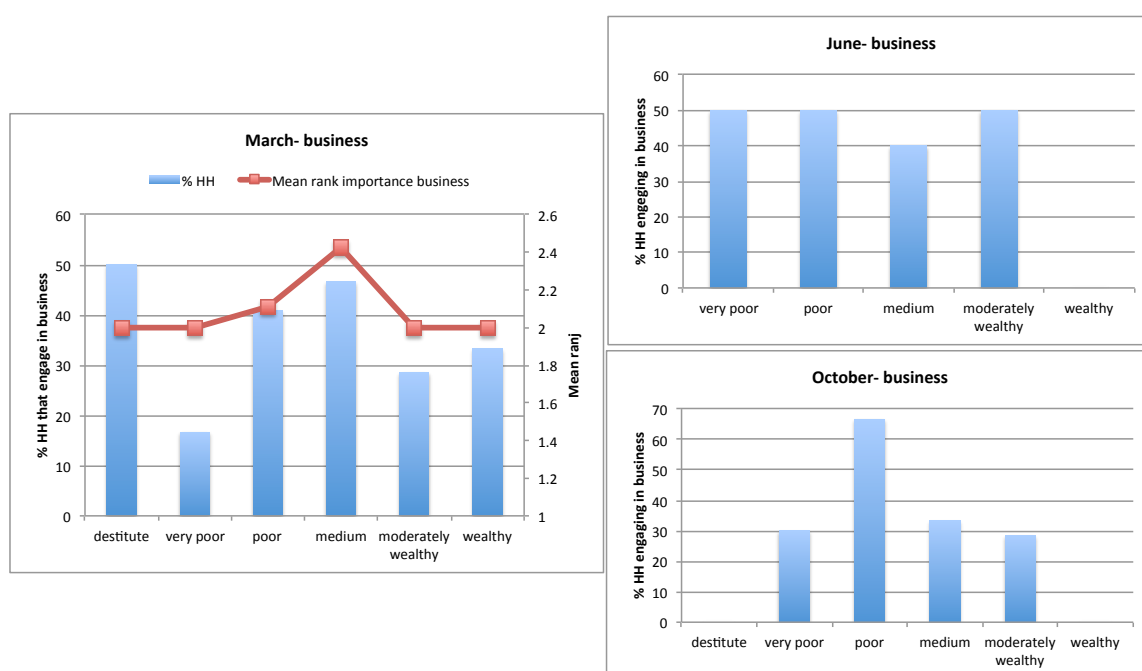 March- business
% HH
Mean rank importance business
% HH that engage in business
60
50
40
30
20
10
0
2.6
2.4
2.2
2
1.8
1.6
1.4
1.2
1
Mean ranj
destitute very poor poor medium moderately wealthy wealthy
June- business
% HH engeging in business
60
50
40
30
20
10
0
very poor poor medium moderately wealthy wealthy
October- business
% HH engaging in business
70
60
50
40
30
20
10
0
destitute very poor poor medium moderately wealthy wealthy